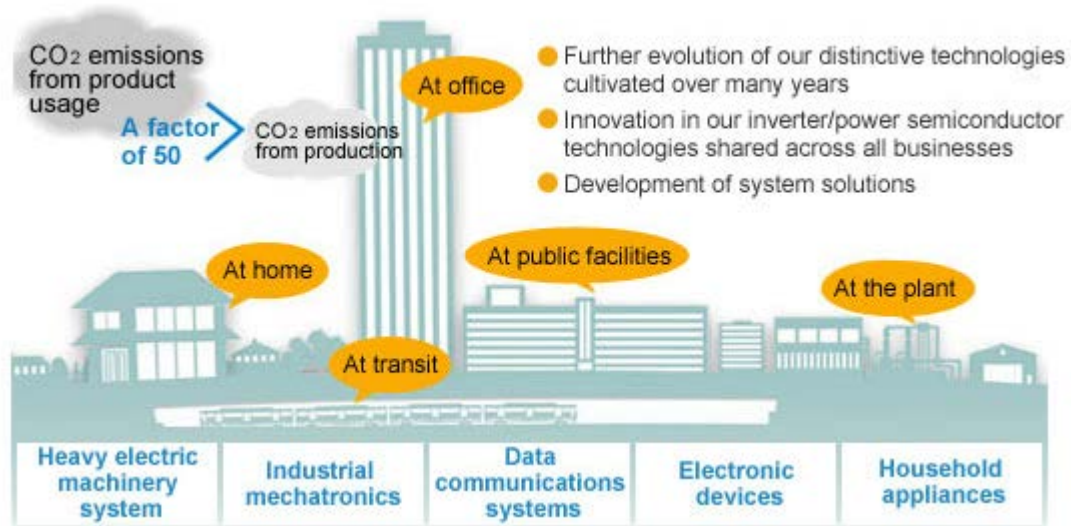 CO2 emissions
from product
usage
A factor
of 50
CO2 emissions
from production
At office
Further evolution of our distinctive technologies
cultivated over many years
Innovation in our inverter/power semiconductor
technologies shared across all businesses
Development of system solutions
At home
At public facilities
At the plant
At transit
Heavy electric
machinery
system
Industrial
mechatronics
Data
communications
systems
Electronic
devices
Household
appliances